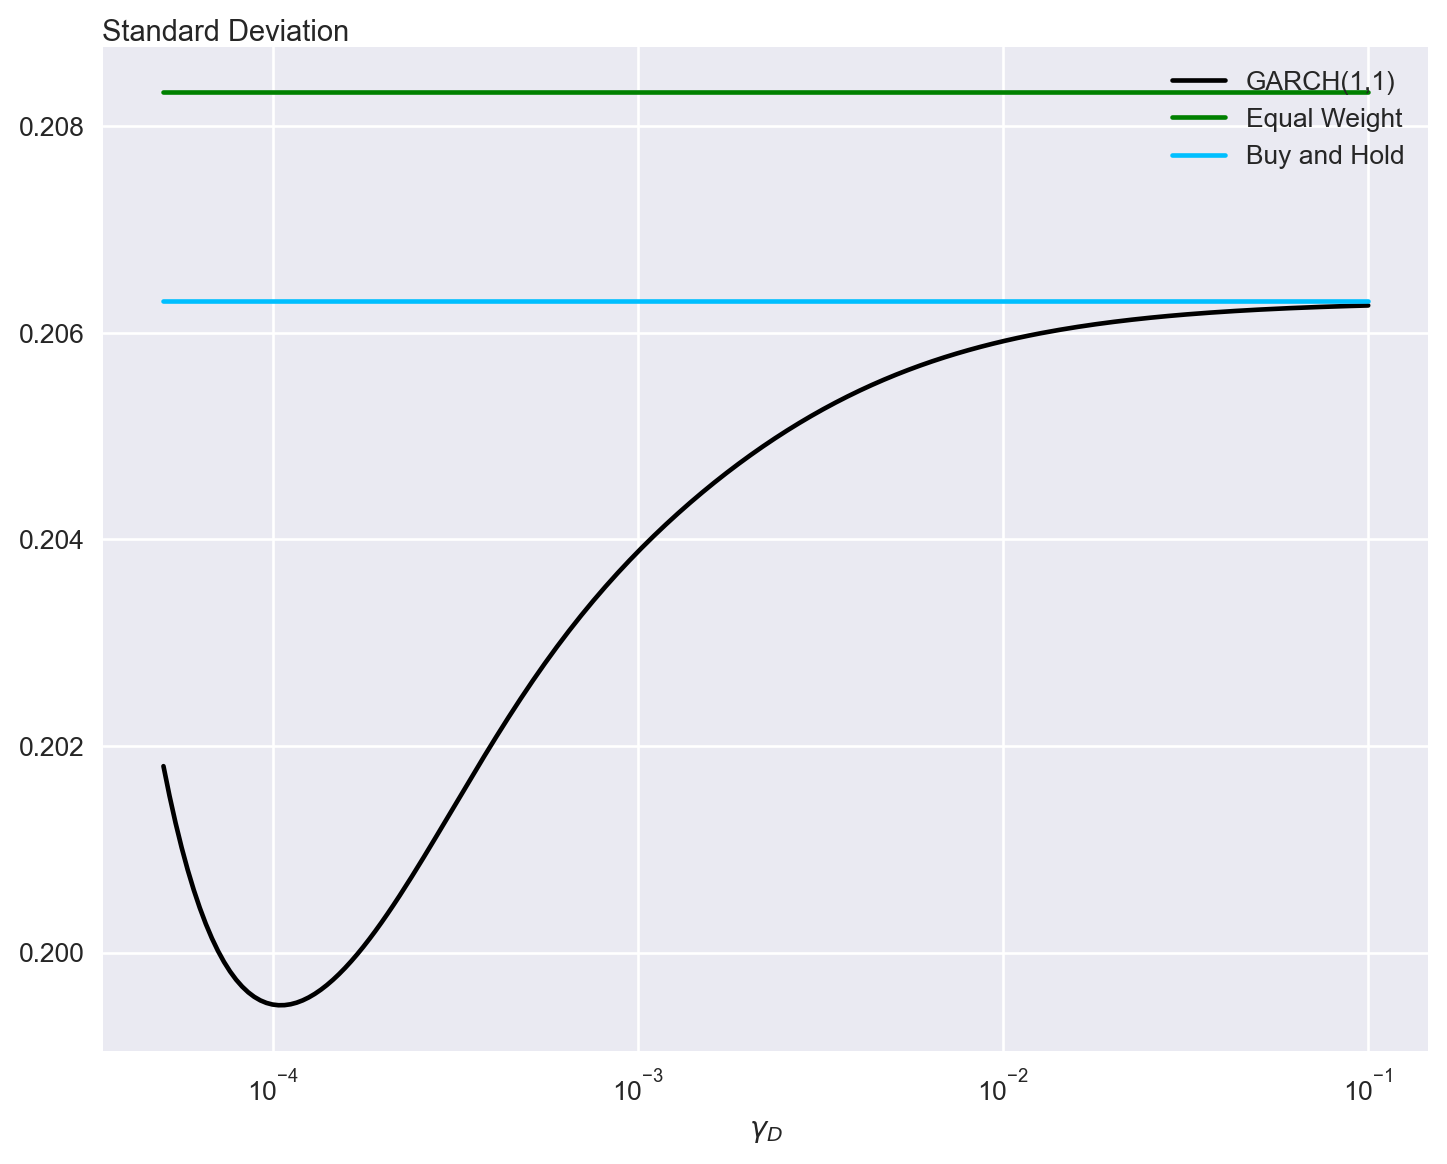 Standard Deviation
GARCH(1,1)
Equal Weight
Buy and Hold
0.208
0.206
0.204
0.202
0.200
10⁻⁴ 10⁻³ 10⁻² 10⁻¹
γ_D